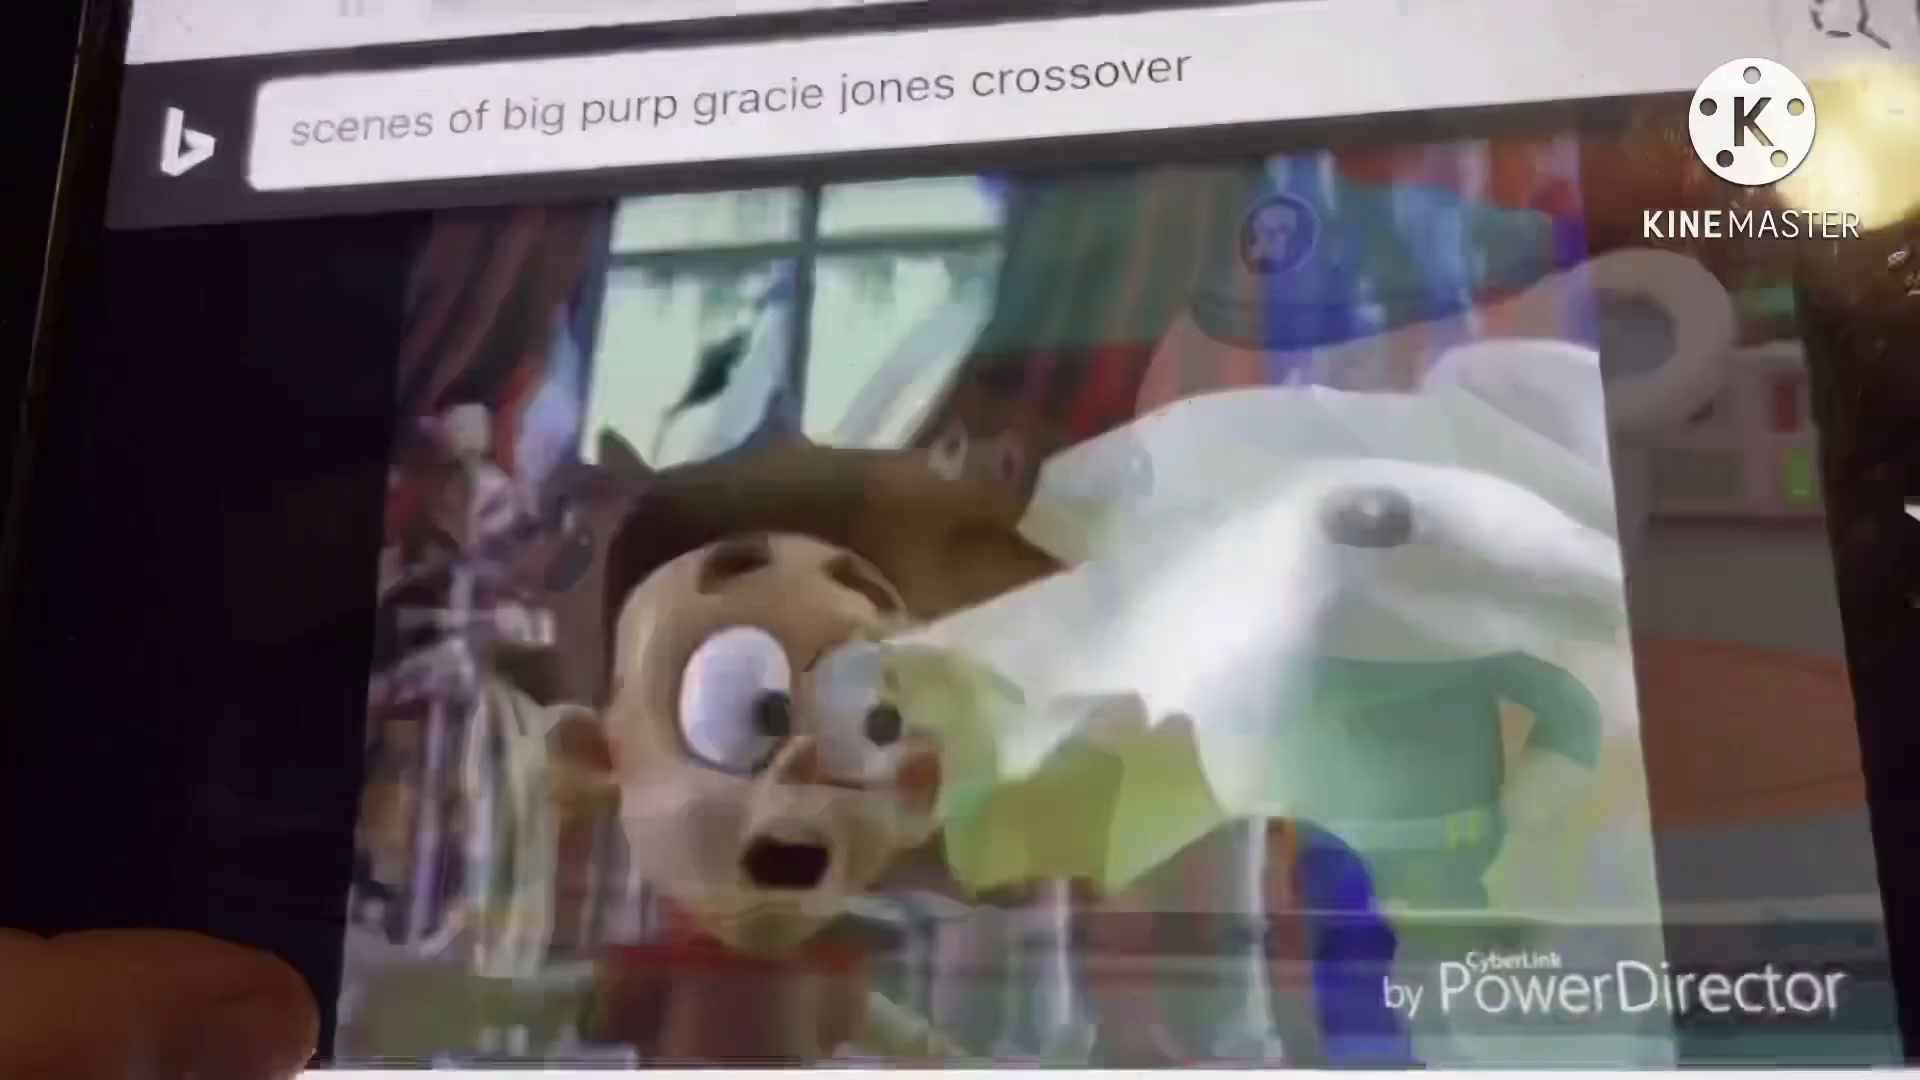 scenes of big purp gracie jones crossover
K
KINEMASTER
CyberLink
by PowerDirector